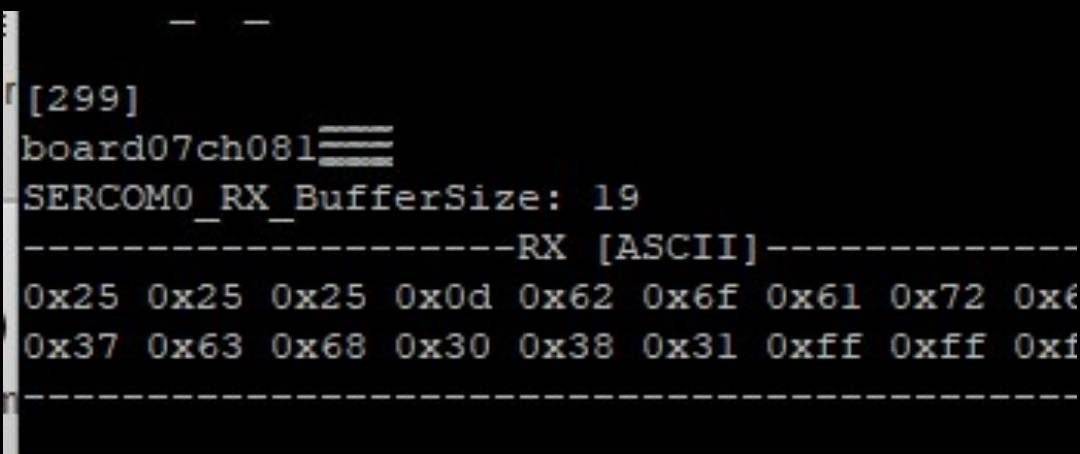 [299]
board07ch081
SERCOM0_RX_BufferSize: 19
--------------------RX [ASCII]-------------
0x25 0x25 0x25 0x0d 0x62 0x6f 0x61 0x72
0x37 0x63 0x68 0x30 0x38 0x31 0xff 0xff
-------------------------------------------